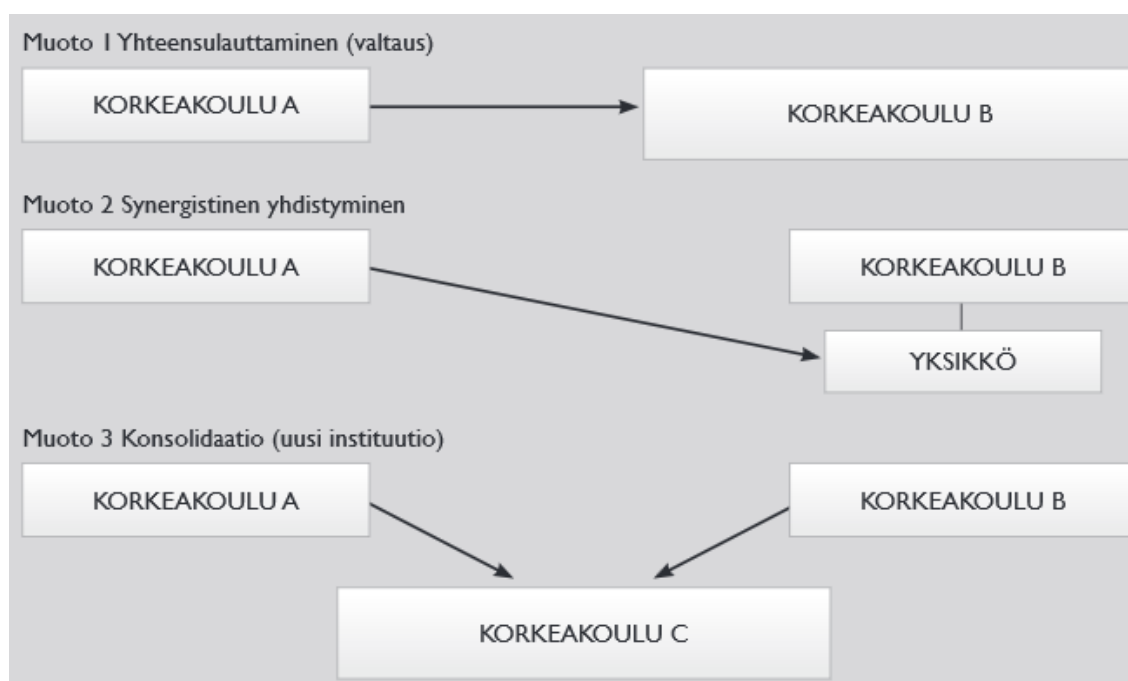 Muoto 1 Yhteensulauttaminen (valtaus)
KORKEAKOULU A
KORKEAKOULU B
Muoto 2 Synergistinen yhdistyminen
KORKEAKOULU A
KORKEAKOULU B
YKSIKKÖ
Muoto 3 Konsolidaatio (uusi instituutio)
KORKEAKOULU A
KORKEAKOULU B
KORKEAKOULU C